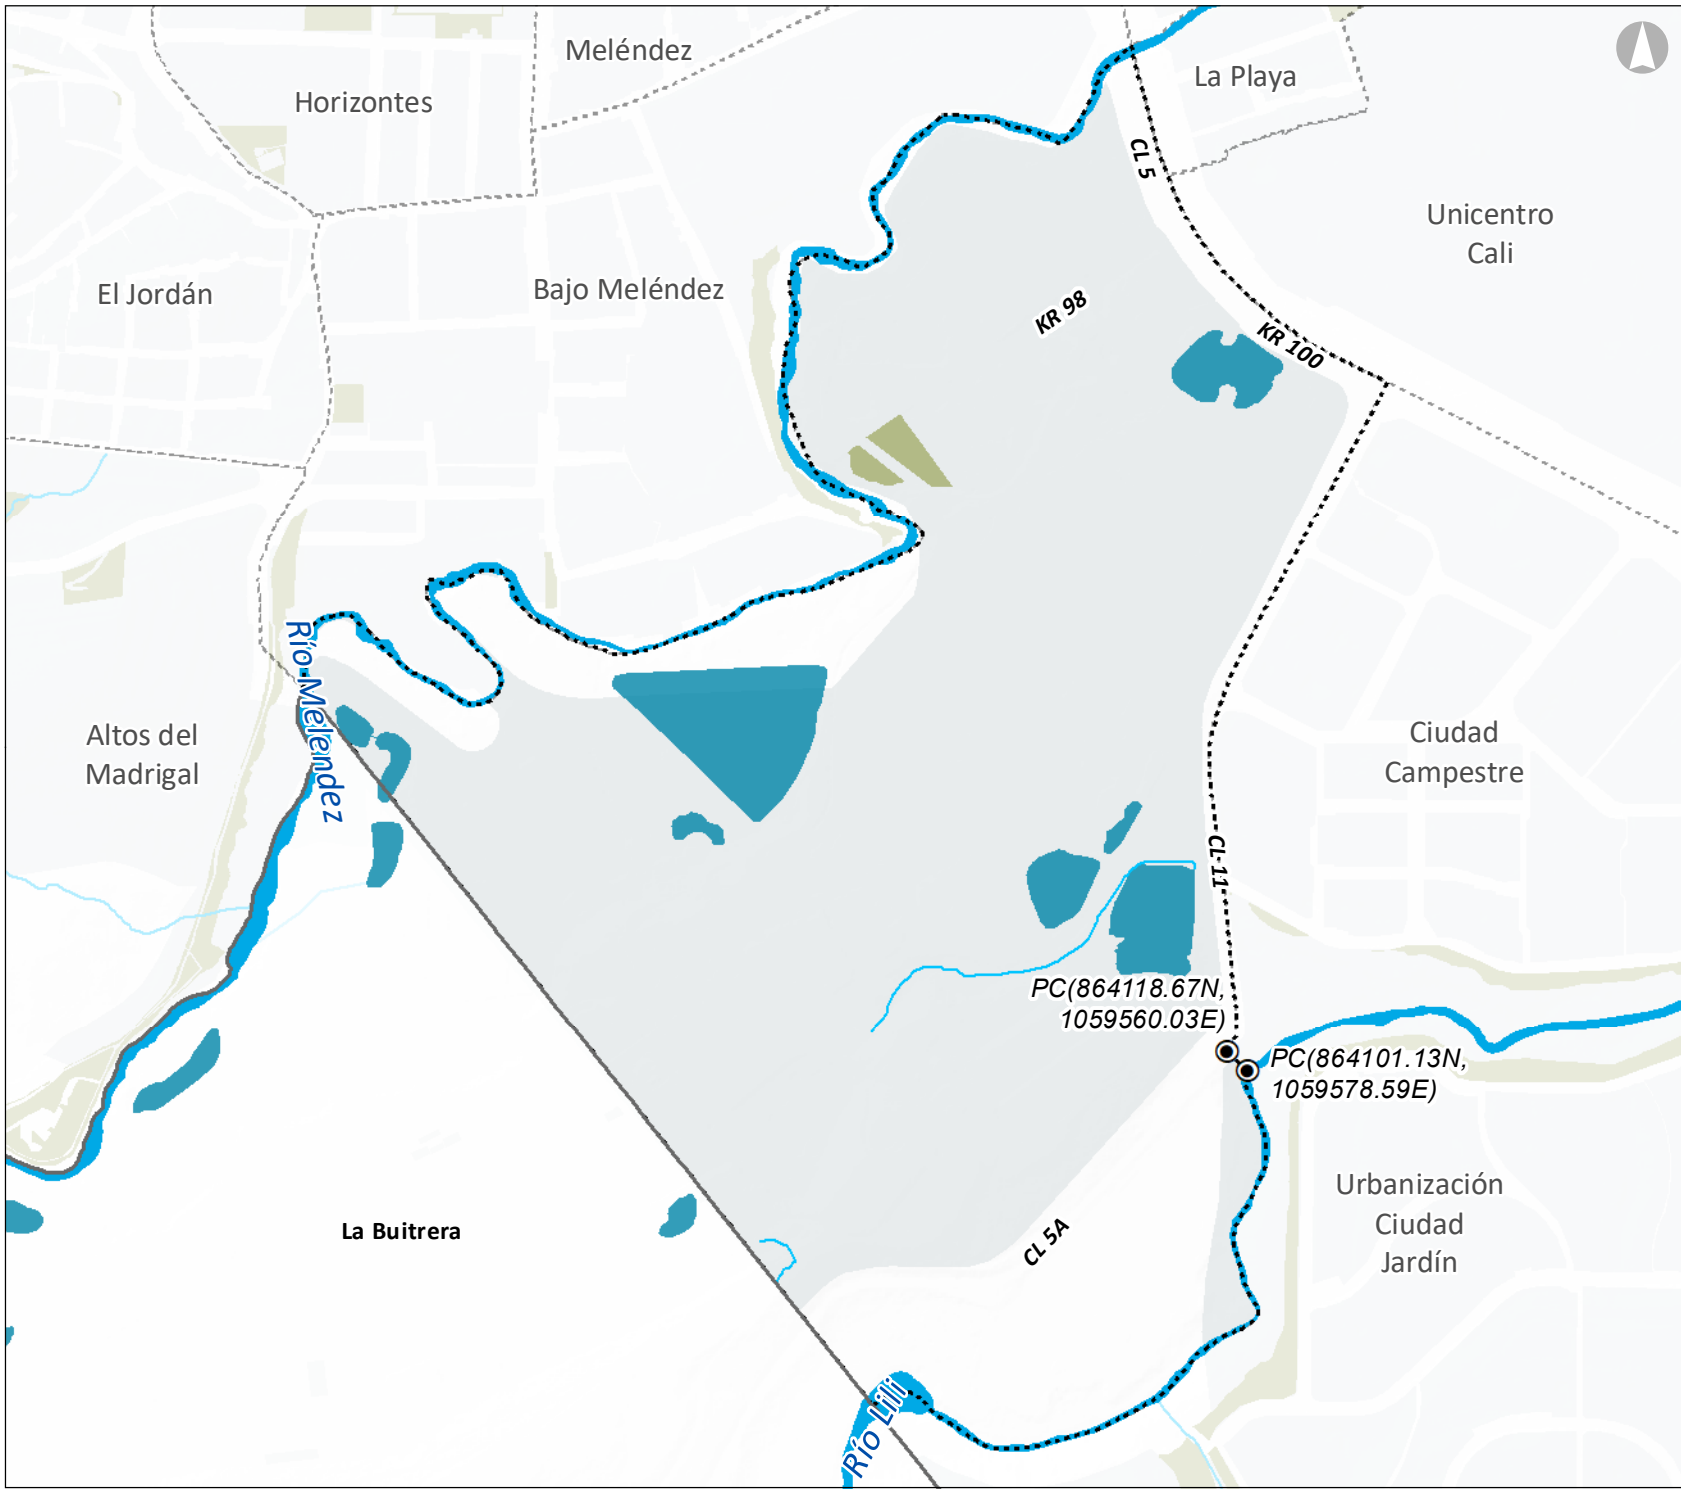 Meléndez
La Playa
Horizontes
CL 5
Unicentro
Cali
El Jordán
Bajo Meléndez
KR 98
KR 100
Río Melendez
Altos del
Madrigal
Ciudad
Campestre
CL 11
PC(864118.67N,
1059560.03E)
PC(864101.13N,
1059578.59E)
Urbanización
Ciudad
Jardín
La Buitrera
CL 5A
Río Lilli